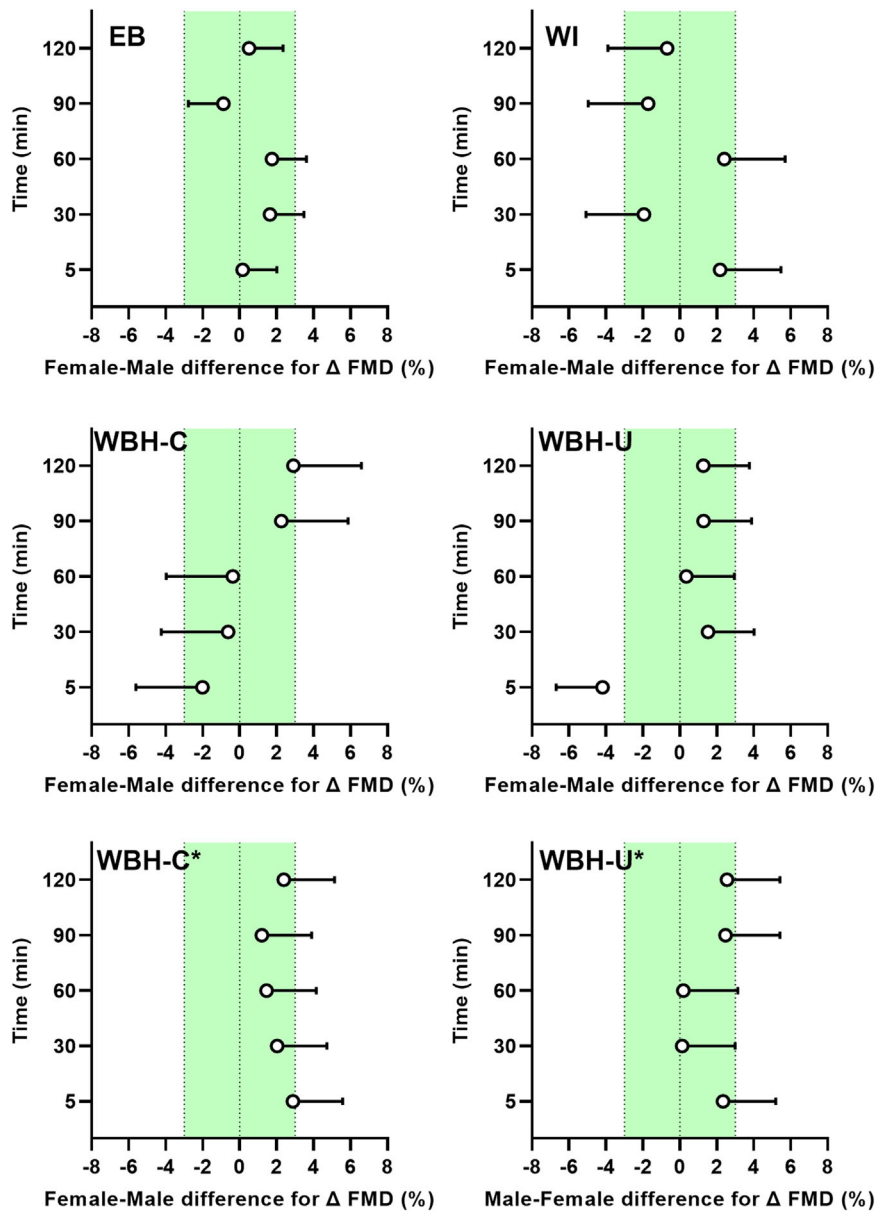 EB
120
90
60
30
5
Time (min)
-8 -6 -4 -2 0 2 4 6 8
Female-Male difference for Δ FMD (%)
WI
120
90
60
30
5
Time (min)
-8 -6 -4 -2 0 2 4 6 8
Female-Male difference for Δ FMD (%)
WBH-C
120
90
60
30
5
Time (min)
-8 -6 -4 -2 0 2 4 6 8
Female-Male difference for Δ FMD (%)
WBH-U
120
90
60
30
5
Time (min)
-8 -6 -4 -2 0 2 4 6 8
Female-Male difference for Δ FMD (%)
WBH-C*
120
90
60
30
5
Time (min)
-8 -6 -4 -2 0 2 4 6 8
Female-Male difference for Δ FMD (%)
WBH-U*
120
90
60
30
5
Time (min)
-8 -6 -4 -2 0 2 4 6 8
Male-Female difference for Δ FMD (%)